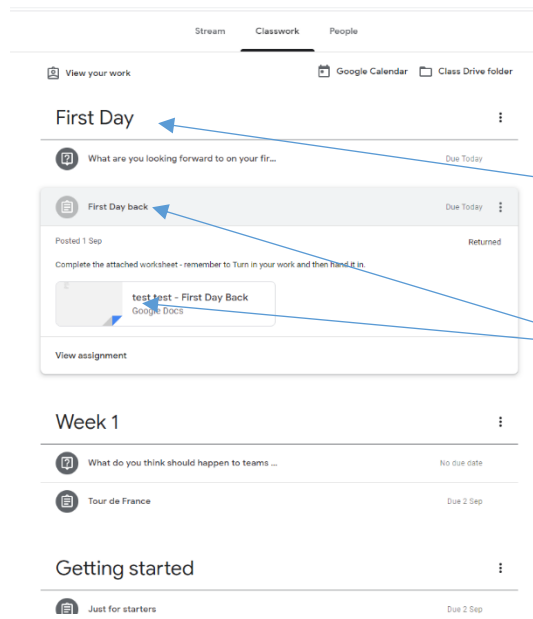 Stream Classwork People
View your work Google Calendar Class Drive folder
First Day
What are you looking forward to on your fir... Due Today
First Day back Due Today
Posted 1 Sep Returned
Complete the attached worksheet - remember to Turn in your work and then hand it in.
test test - First Day Back
Google Docs
View assignment
Week 1
What do you think should happen to teams ... No due date
Tour de France Due 2 Sep
Getting started
Just for starters Due 2 Sep